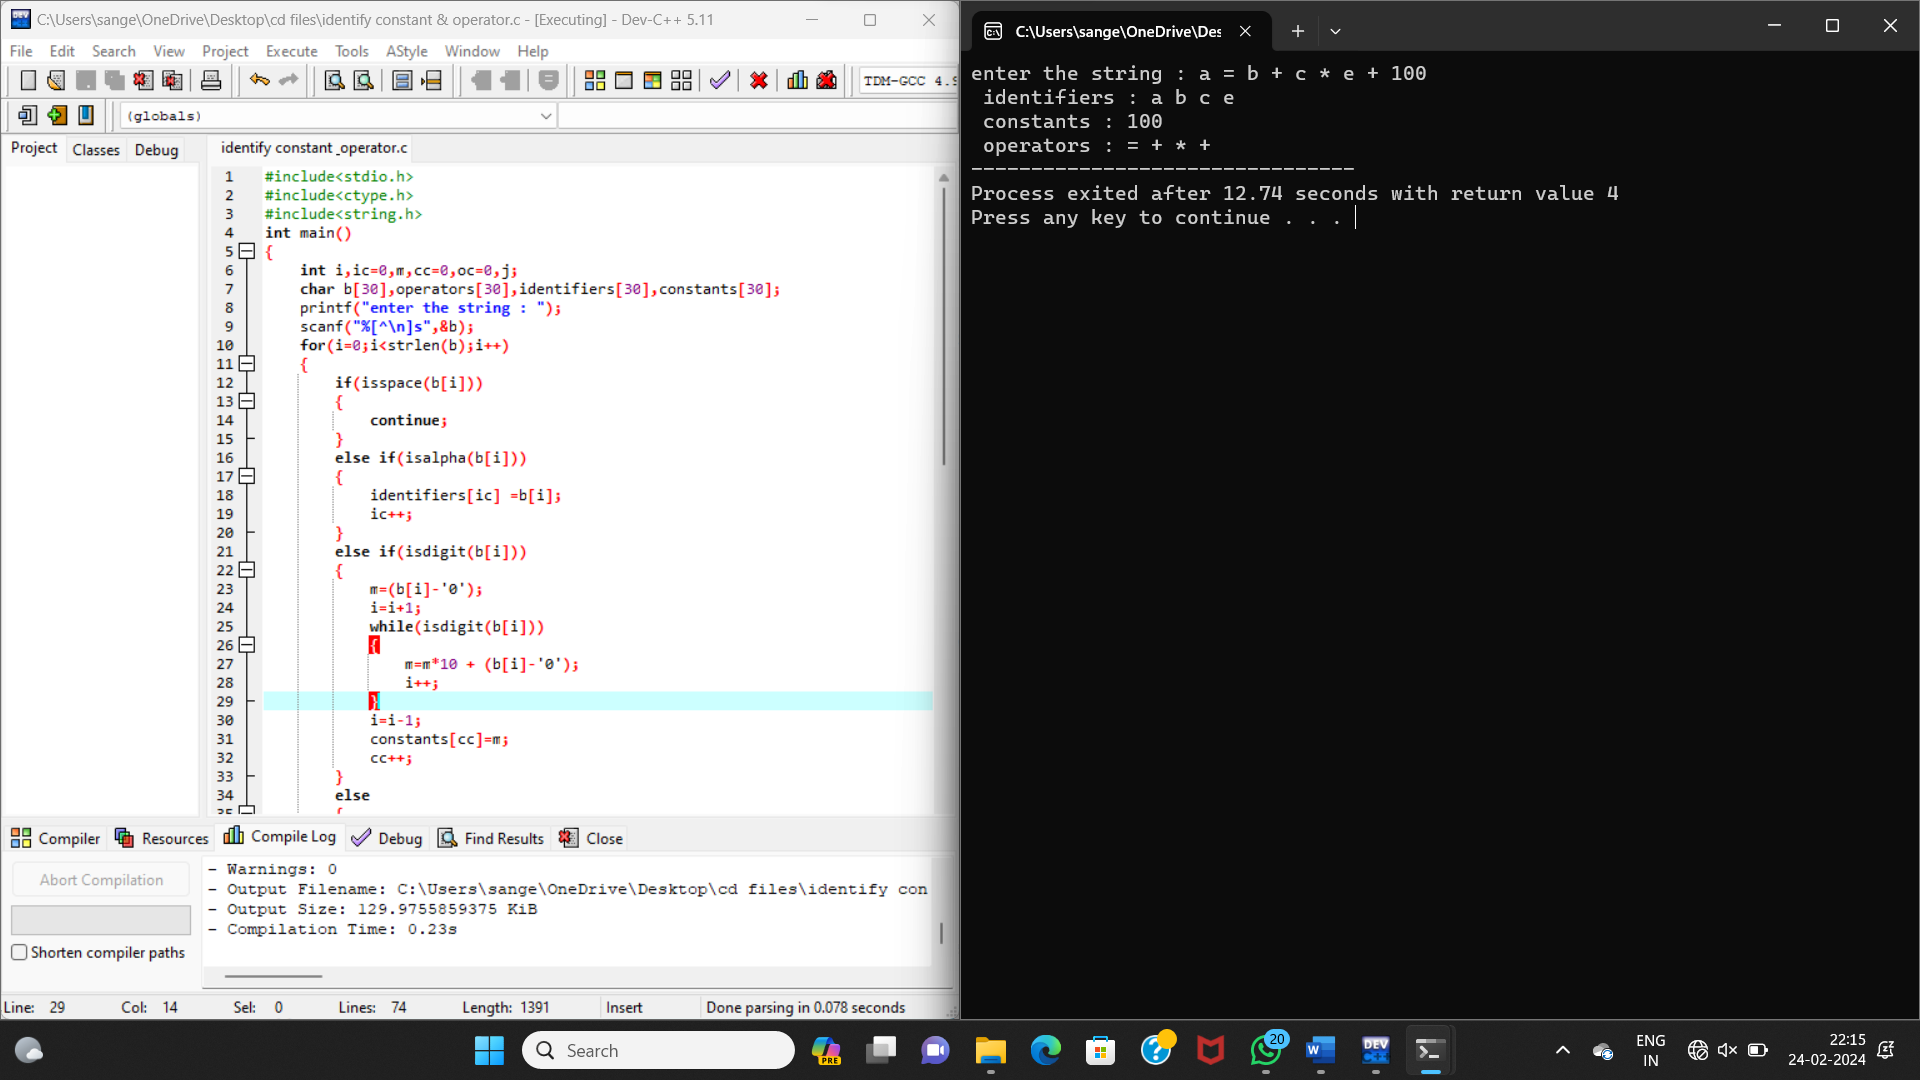 C:\Users\sange\OneDrive\Desktop\cd files\identify constant & operator.c - [Executing] - Dev-C++ 5.11
File Edit Search View Project Execute Tools AStyle Window Help
TDM-GCC 4.9
(globals)
Project Classes Debug
identify constant _operator.c
1 #include<stdio.h>
2 #include<ctype.h>
3 #include<string.h>
4 int main()
5 {
6 int i,ic=0,m,cc=0,oc=0,j;
7 char b[30],operators[30],identifiers[30],constants[30];
8 printf("enter the string : ");
9 scanf("%[^\n]s",&b);
10 for(i=0;i<strlen(b);i++)
11 {
12 if(isspace(b[i]))
13 {
14 continue;
15 }
16 else if(isalpha(b[i]))
17 {
18 identifiers[ic] =b[i];
19 ic++;
20 }
21 else if(isdigit(b[i]))
22 {
23 m=(b[i]-'0');
24 i=i+1;
25 while(isdigit(b[i]))
26 {
27 m=m*10 + (b[i]-'0');
28 i++;
29 }
30 i=i-1;
31 constants[cc]=m;
32 cc++;
33 }
34 else
35 {
Compiler Resources Compile Log Debug Find Results Close
Abort Compilation
Shorten compiler paths
- Warnings: 0
- Output Filename: C:\Users\sange\OneDrive\Desktop\cd files\identify con
- Output Size: 129.9755859375 KiB
- Compilation Time: 0.23s
Line: 29 Col: 14 Sel: 0 Lines: 74 Length: 1391 Insert Done parsing in 0.078 seconds
C:\Users\sange\OneDrive\Des
enter the string : a = b + c * e + 100
identifiers : a b c e
constants : 100
operators : = + * +
--------------------------------
Process exited after 12.74 seconds with return value 4
Press any key to continue . . .
Search
PRE
20
DEV
C++
ENG
IN
22:15
24-02-2024